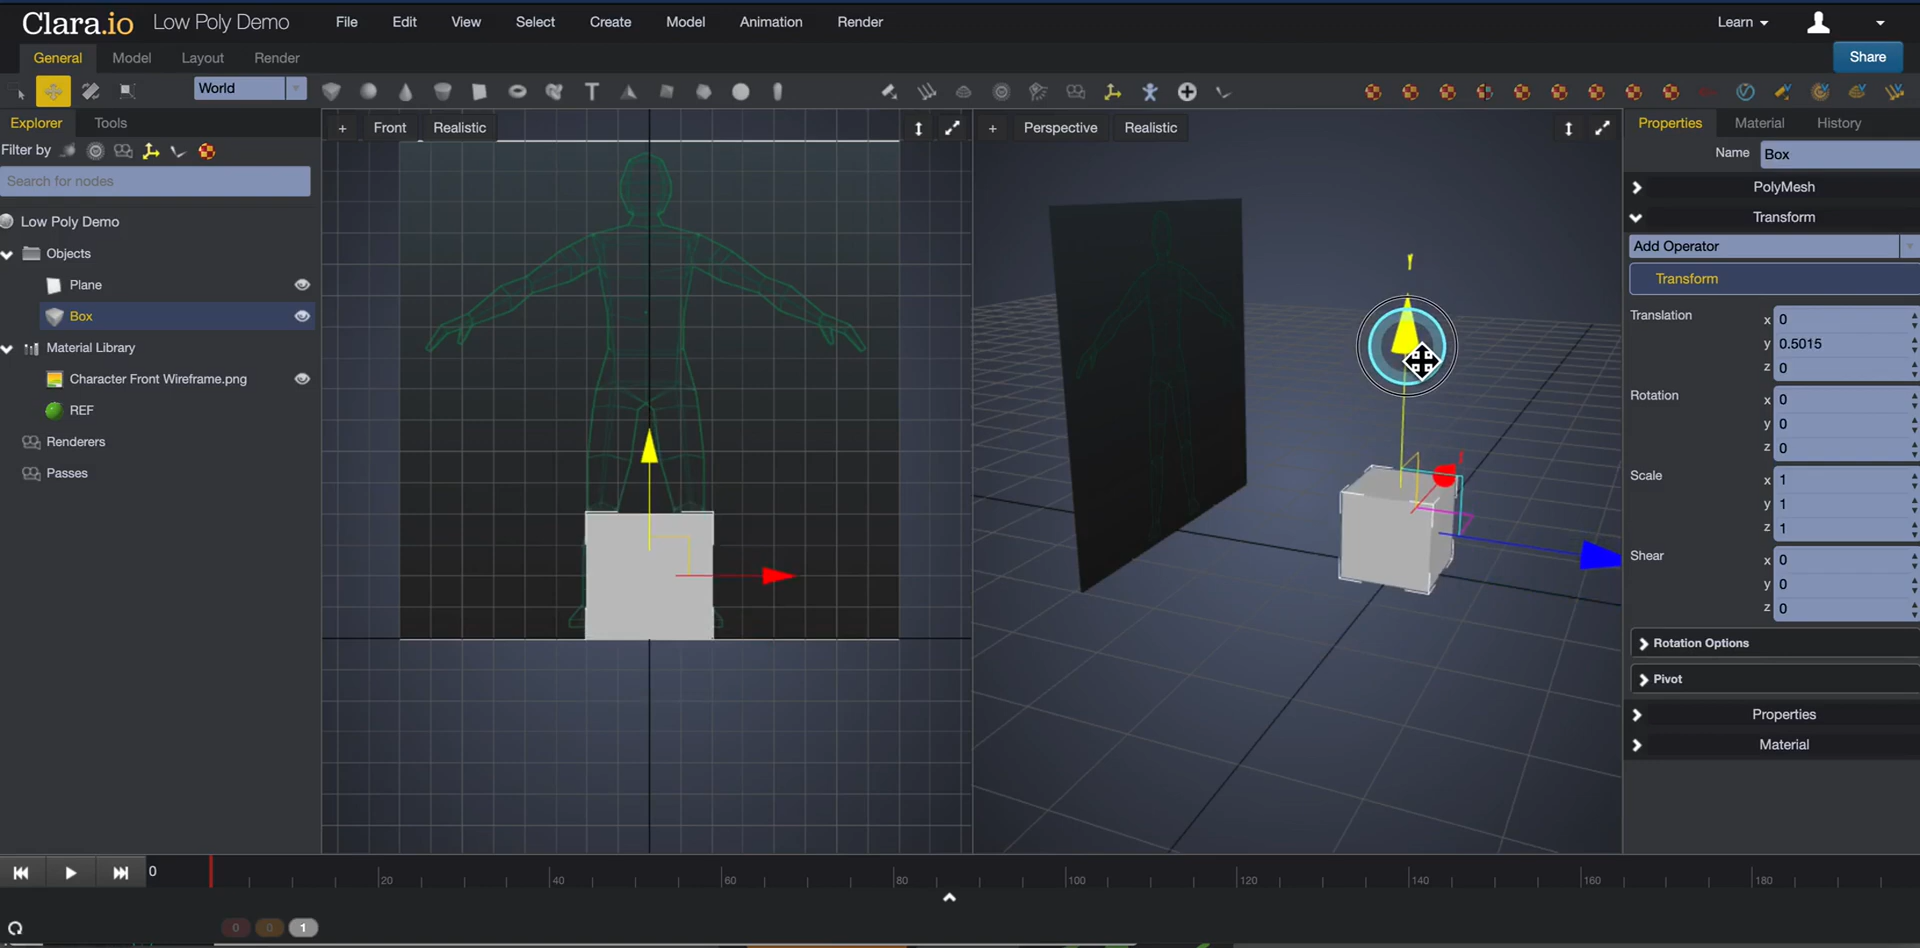 Clara.io Low Poly Demo File Edit View Select Create Model Animation Render Learn
General Model Layout Render Share
World
Explorer Tools
Filter by
Search for nodes
Low Poly Demo
Objects
Plane
Box
Material Library
Character Front Wireframe.png
REF
Renderers
Passes
+ Front Realistic
+ Perspective Realistic
Properties Material History
Name Box
PolyMesh
Transform
Add Operator
Transform
Translation x 0
y 0.5015
z 0
Rotation x 0
y 0
z 0
Scale x 1
y 1
z 1
Shear x 0
y 0
z 0
Rotation Options
Pivot
Properties
Material
0 20 40 60 80 100 120 140 160 180
0 0 1